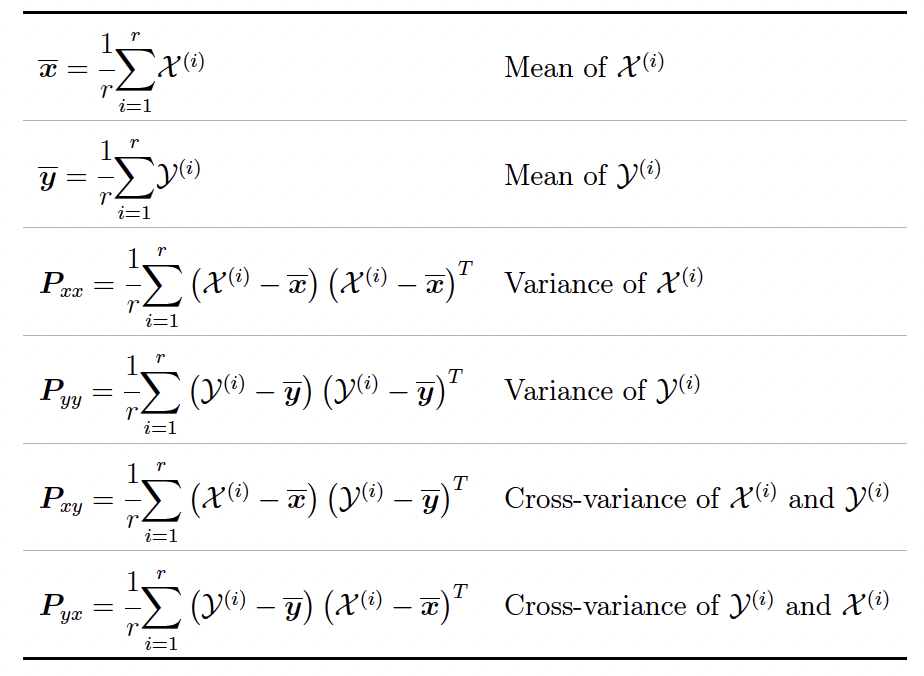 $\overline{\boldsymbol{x}} = \frac{1}{r}\sum_{i=1}^{r} \mathcal{X}^{(i)}$ Mean of $\mathcal{X}^{(i)}$
$\overline{\boldsymbol{y}} = \frac{1}{r}\sum_{i=1}^{r} \mathcal{Y}^{(i)}$ Mean of $\mathcal{Y}^{(i)}$
$\boldsymbol{P}_{xx} = \frac{1}{r}\sum_{i=1}^{r} \left(\mathcal{X}^{(i)} - \overline{\boldsymbol{x}}\right)\left(\mathcal{X}^{(i)} - \overline{\boldsymbol{x}}\right)^T$ Variance of $\mathcal{X}^{(i)}$
$\boldsymbol{P}_{yy} = \frac{1}{r}\sum_{i=1}^{r} \left(\mathcal{Y}^{(i)} - \overline{\boldsymbol{y}}\right)\left(\mathcal{Y}^{(i)} - \overline{\boldsymbol{y}}\right)^T$ Variance of $\mathcal{Y}^{(i)}$
$\boldsymbol{P}_{xy} = \frac{1}{r}\sum_{i=1}^{r} \left(\mathcal{X}^{(i)} - \overline{\boldsymbol{x}}\right)\left(\mathcal{Y}^{(i)} - \overline{\boldsymbol{y}}\right)^T$ Cross-variance of $\mathcal{X}^{(i)}$ and $\mathcal{Y}^{(i)}$
$\boldsymbol{P}_{yx} = \frac{1}{r}\sum_{i=1}^{r} \left(\mathcal{Y}^{(i)} - \overline{\boldsymbol{y}}\right)\left(\mathcal{X}^{(i)} - \overline{\boldsymbol{x}}\right)^T$ Cross-variance of $\mathcal{Y}^{(i)}$ and $\mathcal{X}^{(i)}$